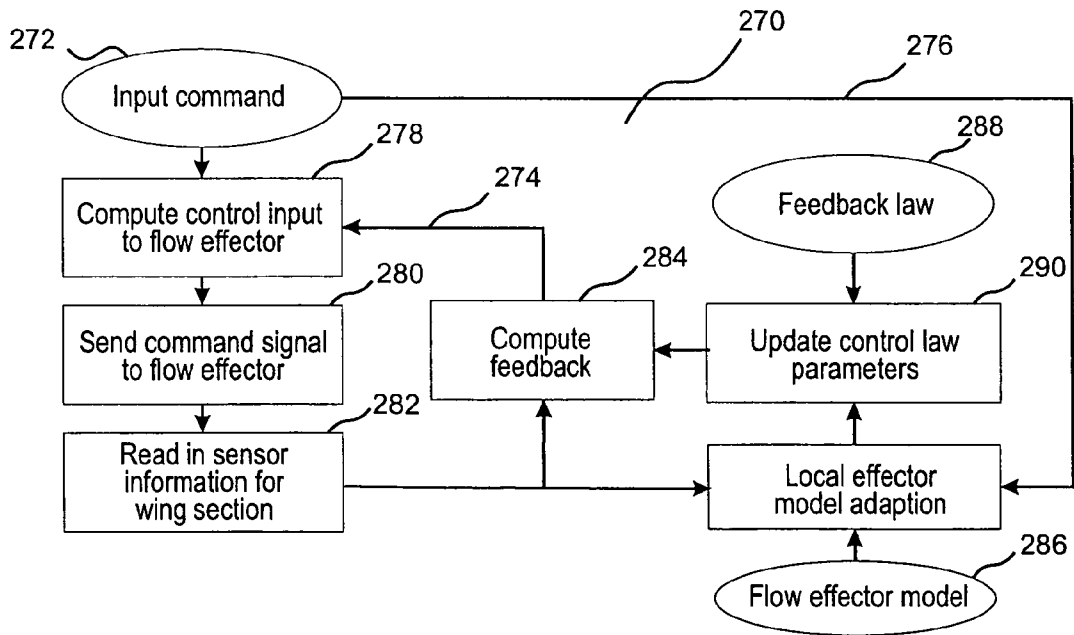 272
270
276
Input command
278
288
274
Compute control input
to flow effector
Feedback law
280
284
290
Send command signal
to flow effector
Compute
feedback
Update control law
parameters
282
Read in sensor
information for
wing section
Local effector
model adaption
286
Flow effector model